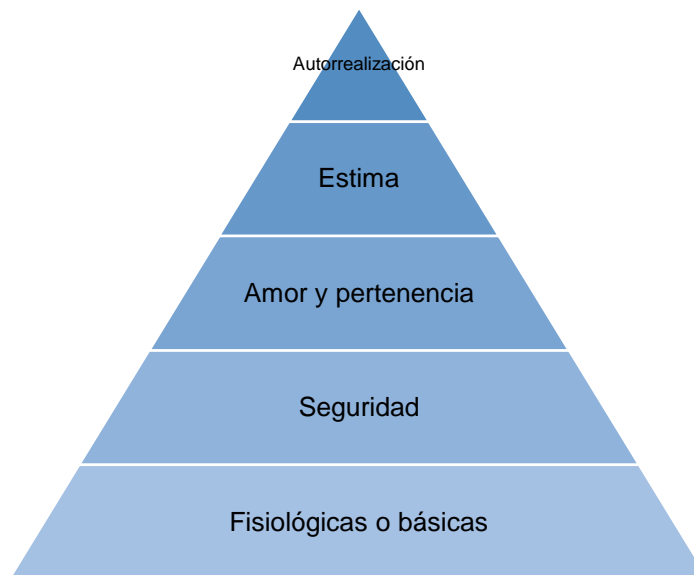 Autorrealización
Estima
Amor y pertenencia
Seguridad
Fisiológicas o básicas